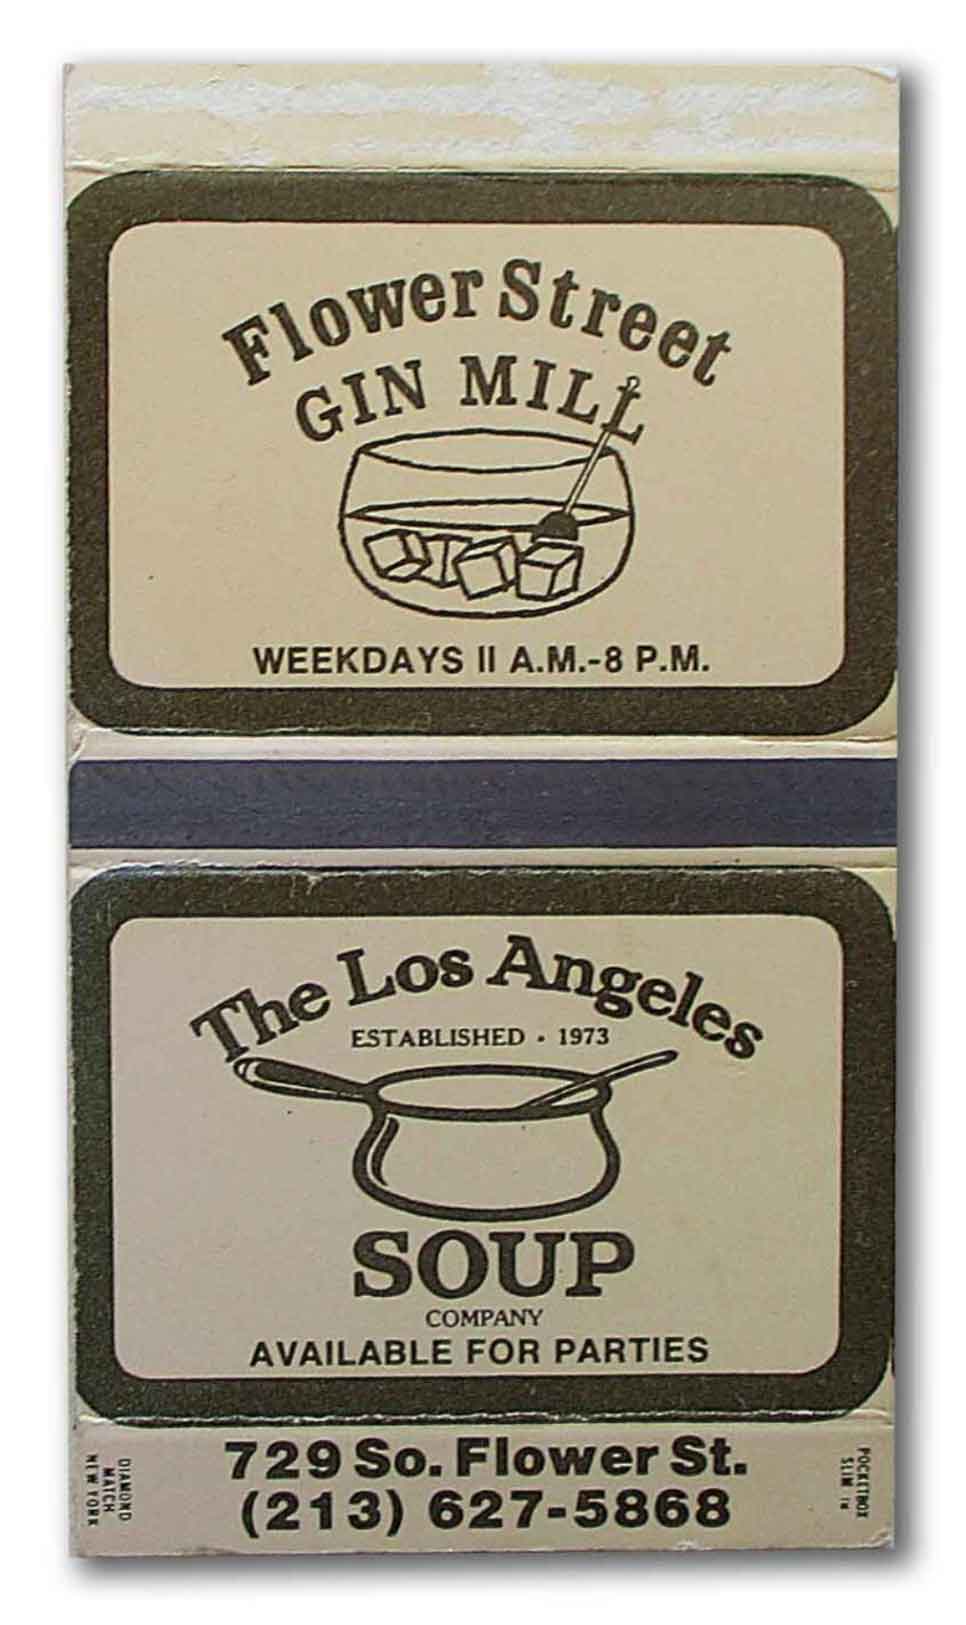 Flower Street
GIN MILL
WEEKDAYS 11 A.M.-8 P.M.
The Los Angeles
ESTABLISHED · 1973
SOUP
COMPANY
AVAILABLE FOR PARTIES
729 So. Flower St.
(213) 627-5868
DIAMOND
MATCH
NEW YORK
POCKETBOX
SLIM TM